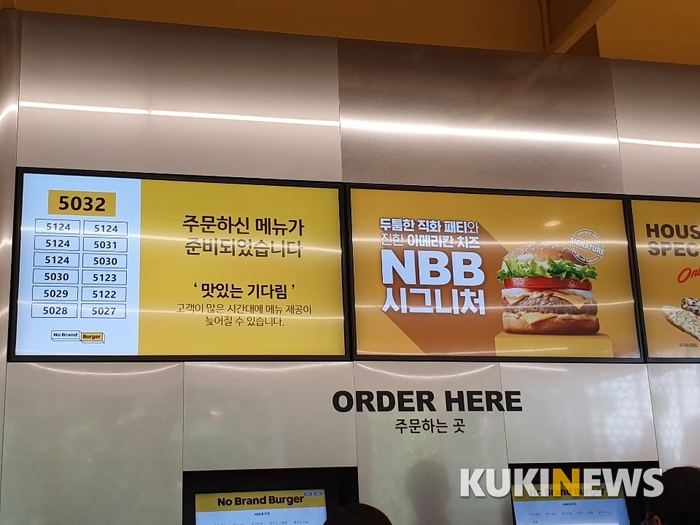 5032
5124 5124
5124 5031
5124 5030
5030 5123
5029 5122
5028 5027
No Brand Burger
주문하신 메뉴가
준비되었습니다
‘ 맛있는 기다림 ’
고객이 많은 시간대에 메뉴 제공이
늦어질 수 있습니다.
두툼한 직화 패티와
진한 아메리칸 치즈
NBB
시그니처
SIGNATURE
HOUS
SPEC
ORDER HERE
주문하는 곳
No Brand Burger
KUKINEWS